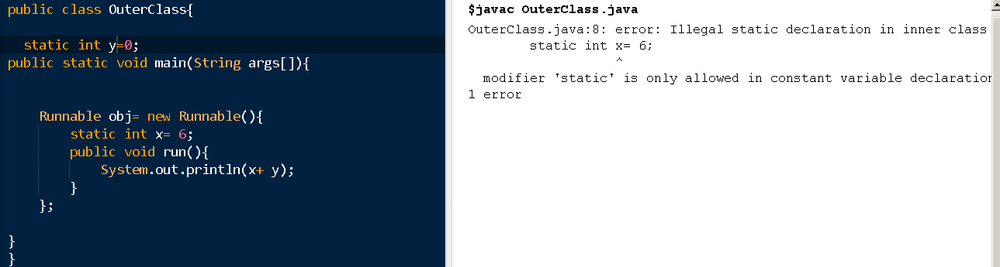 public class OuterClass{
static int y=0;
public static void main(String args[]){
Runnable obj= new Runnable(){
static int x= 6;
public void run(){
System.out.println(x+ y);
}
};
}
}
$javac OuterClass.java
OuterClass.java:8: error: Illegal static declaration in inner class
static int x= 6;
^
modifier 'static' is only allowed in constant variable declaration
1 error